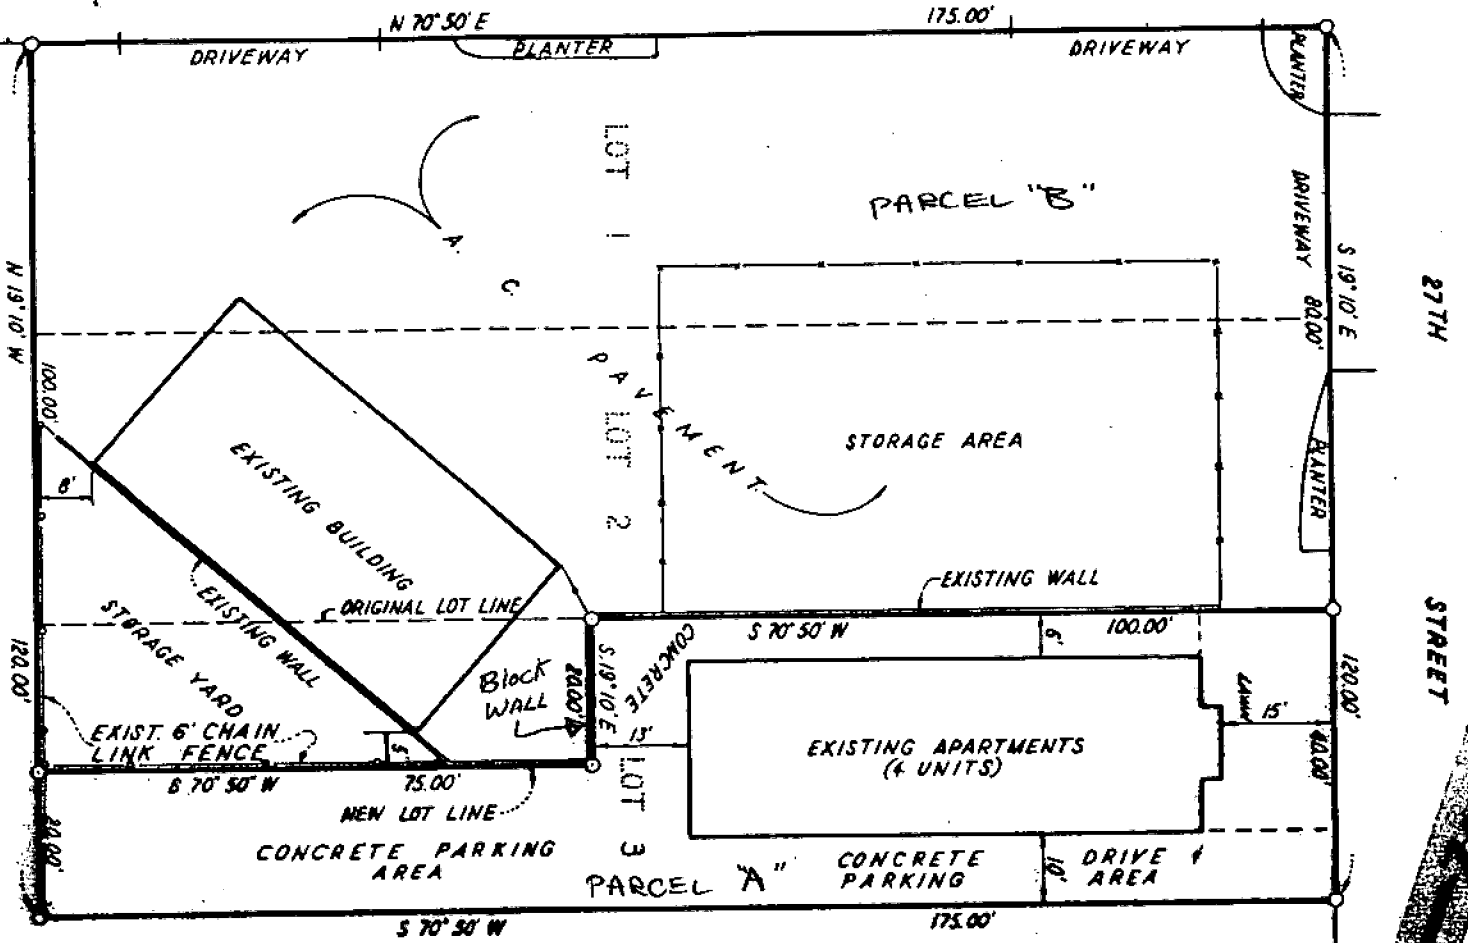 N 70° 50' E
175.00'
DRIVEWAY
PLANTER
DRIVEWAY
PLANTER
LOT 1
PARCEL "B"
DRIVEWAY
S 19° 10' E
80.00'
27TH
STREET
N 19° 10' W
100.00'
A. C. PAVEMENT.
LOT 2
STORAGE AREA
PLANTER
EXISTING BUILDING
8'
EXISTING WALL
ORIGINAL LOT LINE
EXISTING WALL
STORAGE YARD
S 70° 50' W
100.00'
6'
CONCRETE
S. 19° 10' E
20.00'
Block
WALL
120.00'
EXIST. 6' CHAIN
LINK FENCE
5'
13'
EXISTING APARTMENTS
(4 UNITS)
LAWN
15'
120.00'
40.00'
S 70° 50' W
75.00'
NEW LOT LINE
LOT 3
20.00'
CONCRETE PARKING
AREA
PARCEL "A"
CONCRETE
PARKING
10'
DRIVE
AREA
S 70° 50' W
175.00'